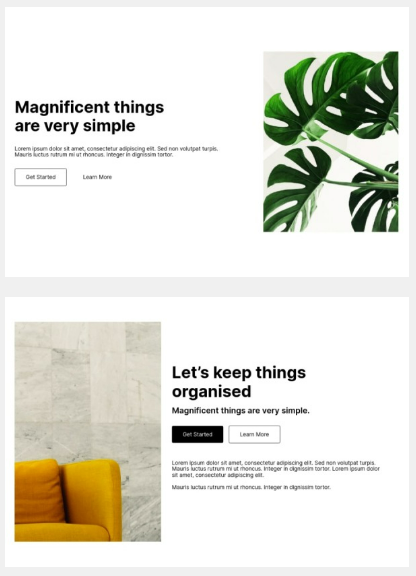 Magnificent things
are very simple
Lorem ipsum dolor sit amet, consectetur adipiscing elit. Sed non volutpat turpis.
Mauris luctus rutrum mi ut rhoncus. Integer in dignissim tortor.
Get Started
Learn More
Let’s keep things
organised
Magnificent things are very simple.
Get Started
Learn More
Lorem ipsum dolor sit amet, consectetur adipiscing elit. Sed non volutpat turpis.
Mauris luctus rutrum mi ut rhoncus. Integer in dignissim tortor. Lorem ipsum dolor
sit amet, consectetur adipiscing elit.
Mauris luctus rutrum mi ut rhoncus. Integer in dignissim tortor.